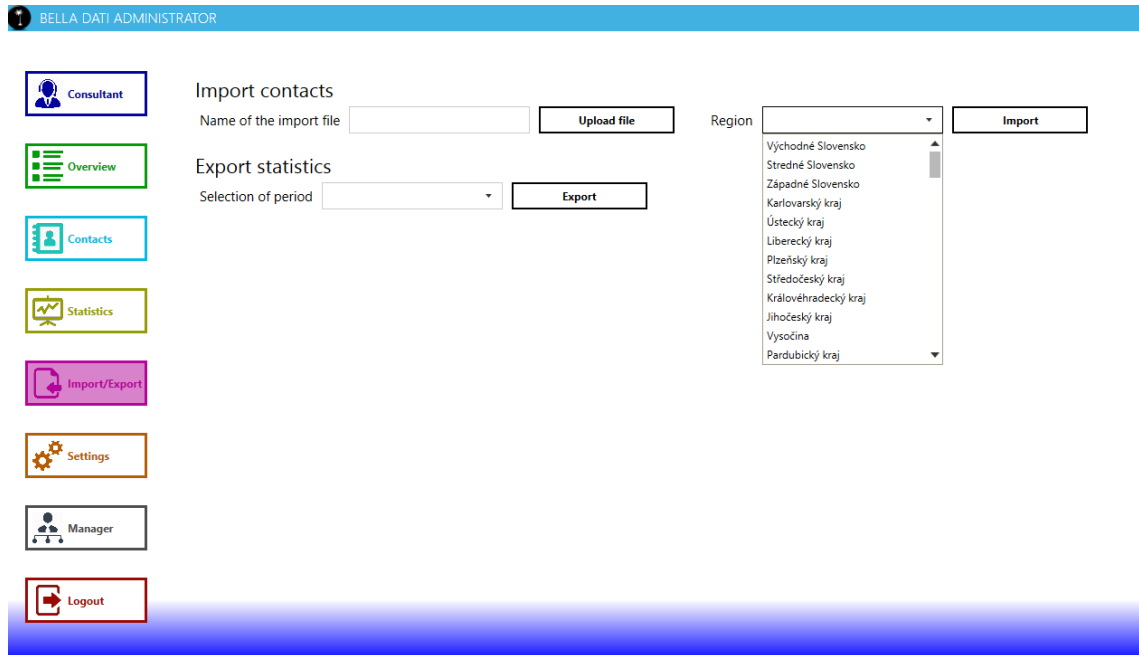 BELLA DATI ADMINISTRATOR
Consultant
Overview
Contacts
Statistics
Import/Export
Settings
Manager
Logout
Import contacts
Name of the import file
Upload file
Region
Import
Východné Slovensko
Stredné Slovensko
Západné Slovensko
Karlovarský kraj
Ústecký kraj
Liberecký kraj
Plzeňský kraj
Středočeský kraj
Královéhradecký kraj
Jihočeský kraj
Vysočina
Pardubický kraj
Export statistics
Selection of period
Export